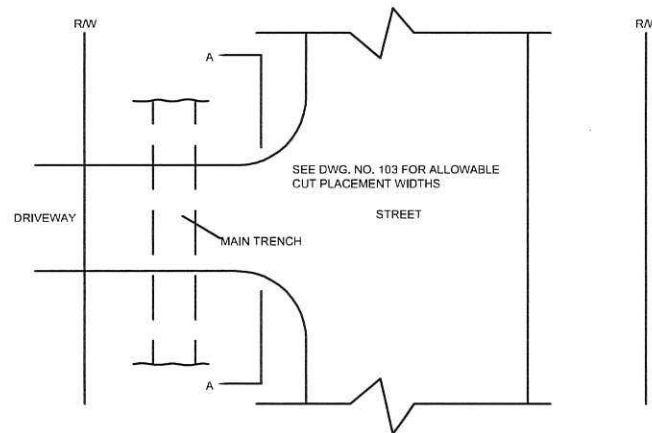 R/W
R/W
A
SEE DWG. NO. 103 FOR ALLOWABLE
CUT PLACEMENT WIDTHS
DRIVEWAY
STREET
MAIN TRENCH
A